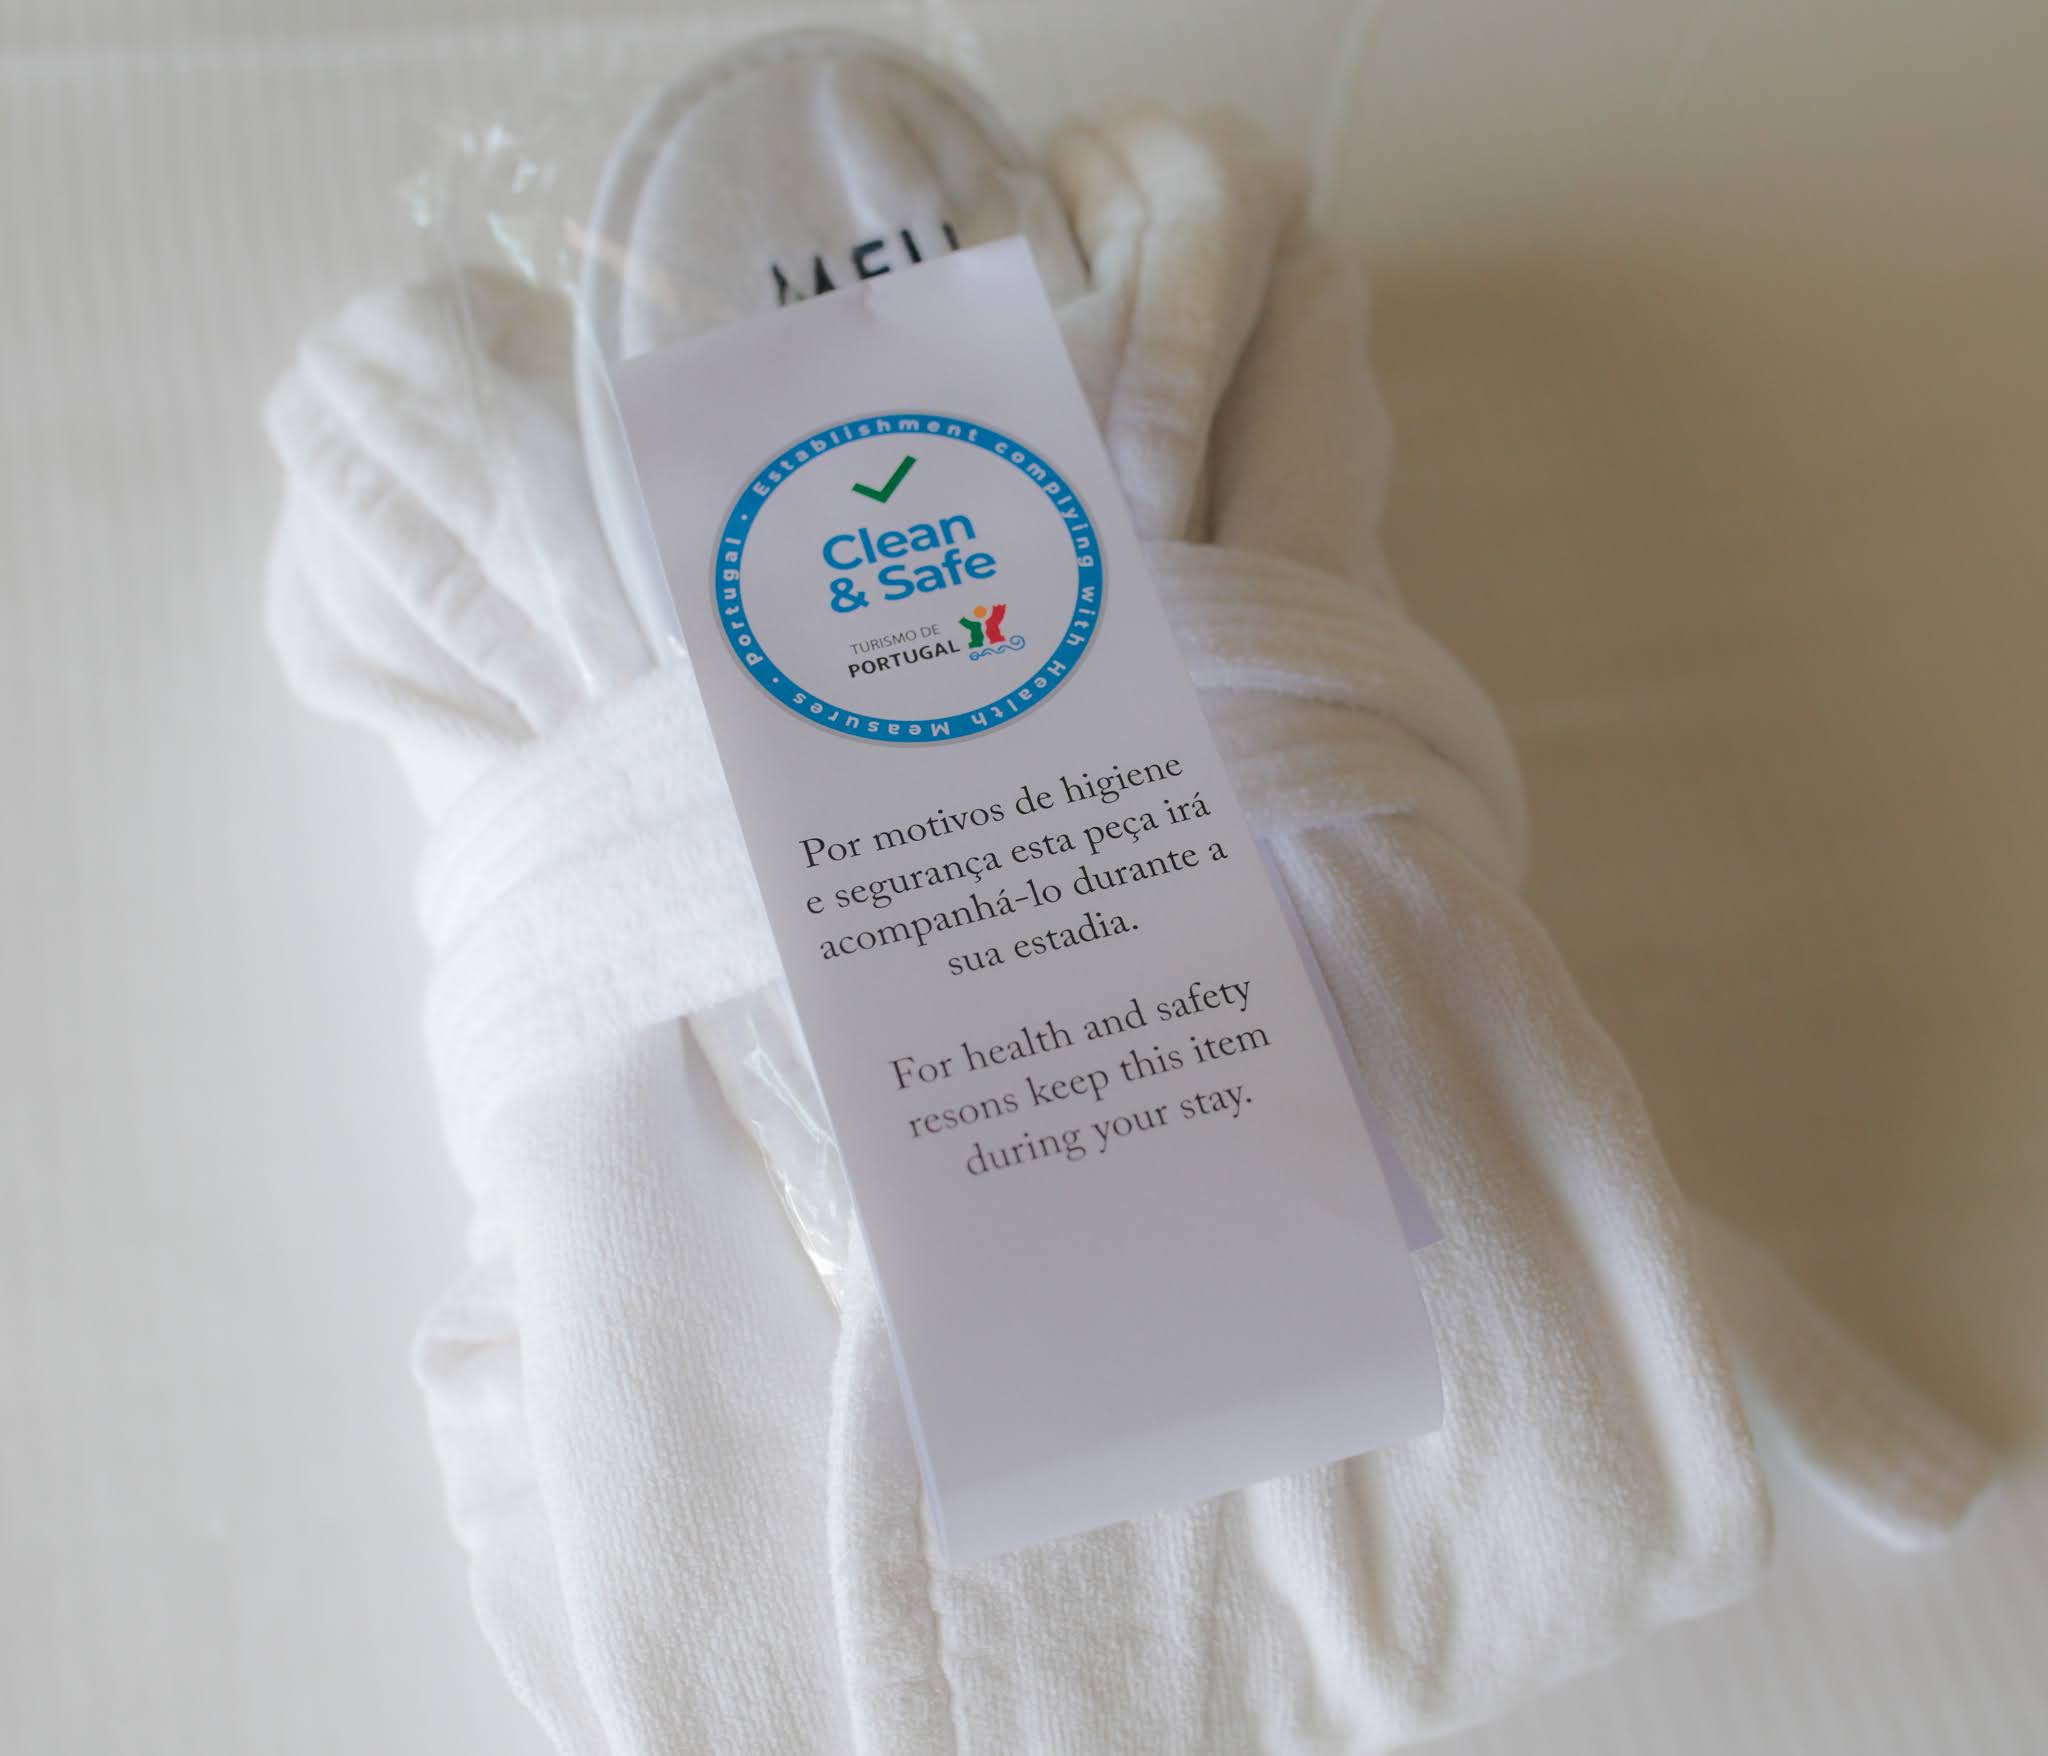 Establishment complying with Health Measures · Portugal ·
Clean
& Safe
TURISMO DE
PORTUGAL
Por motivos de higiene
e segurança esta peça irá
acompanhá-lo durante a
sua estadia.
For health and safety
resons keep this item
during your stay.